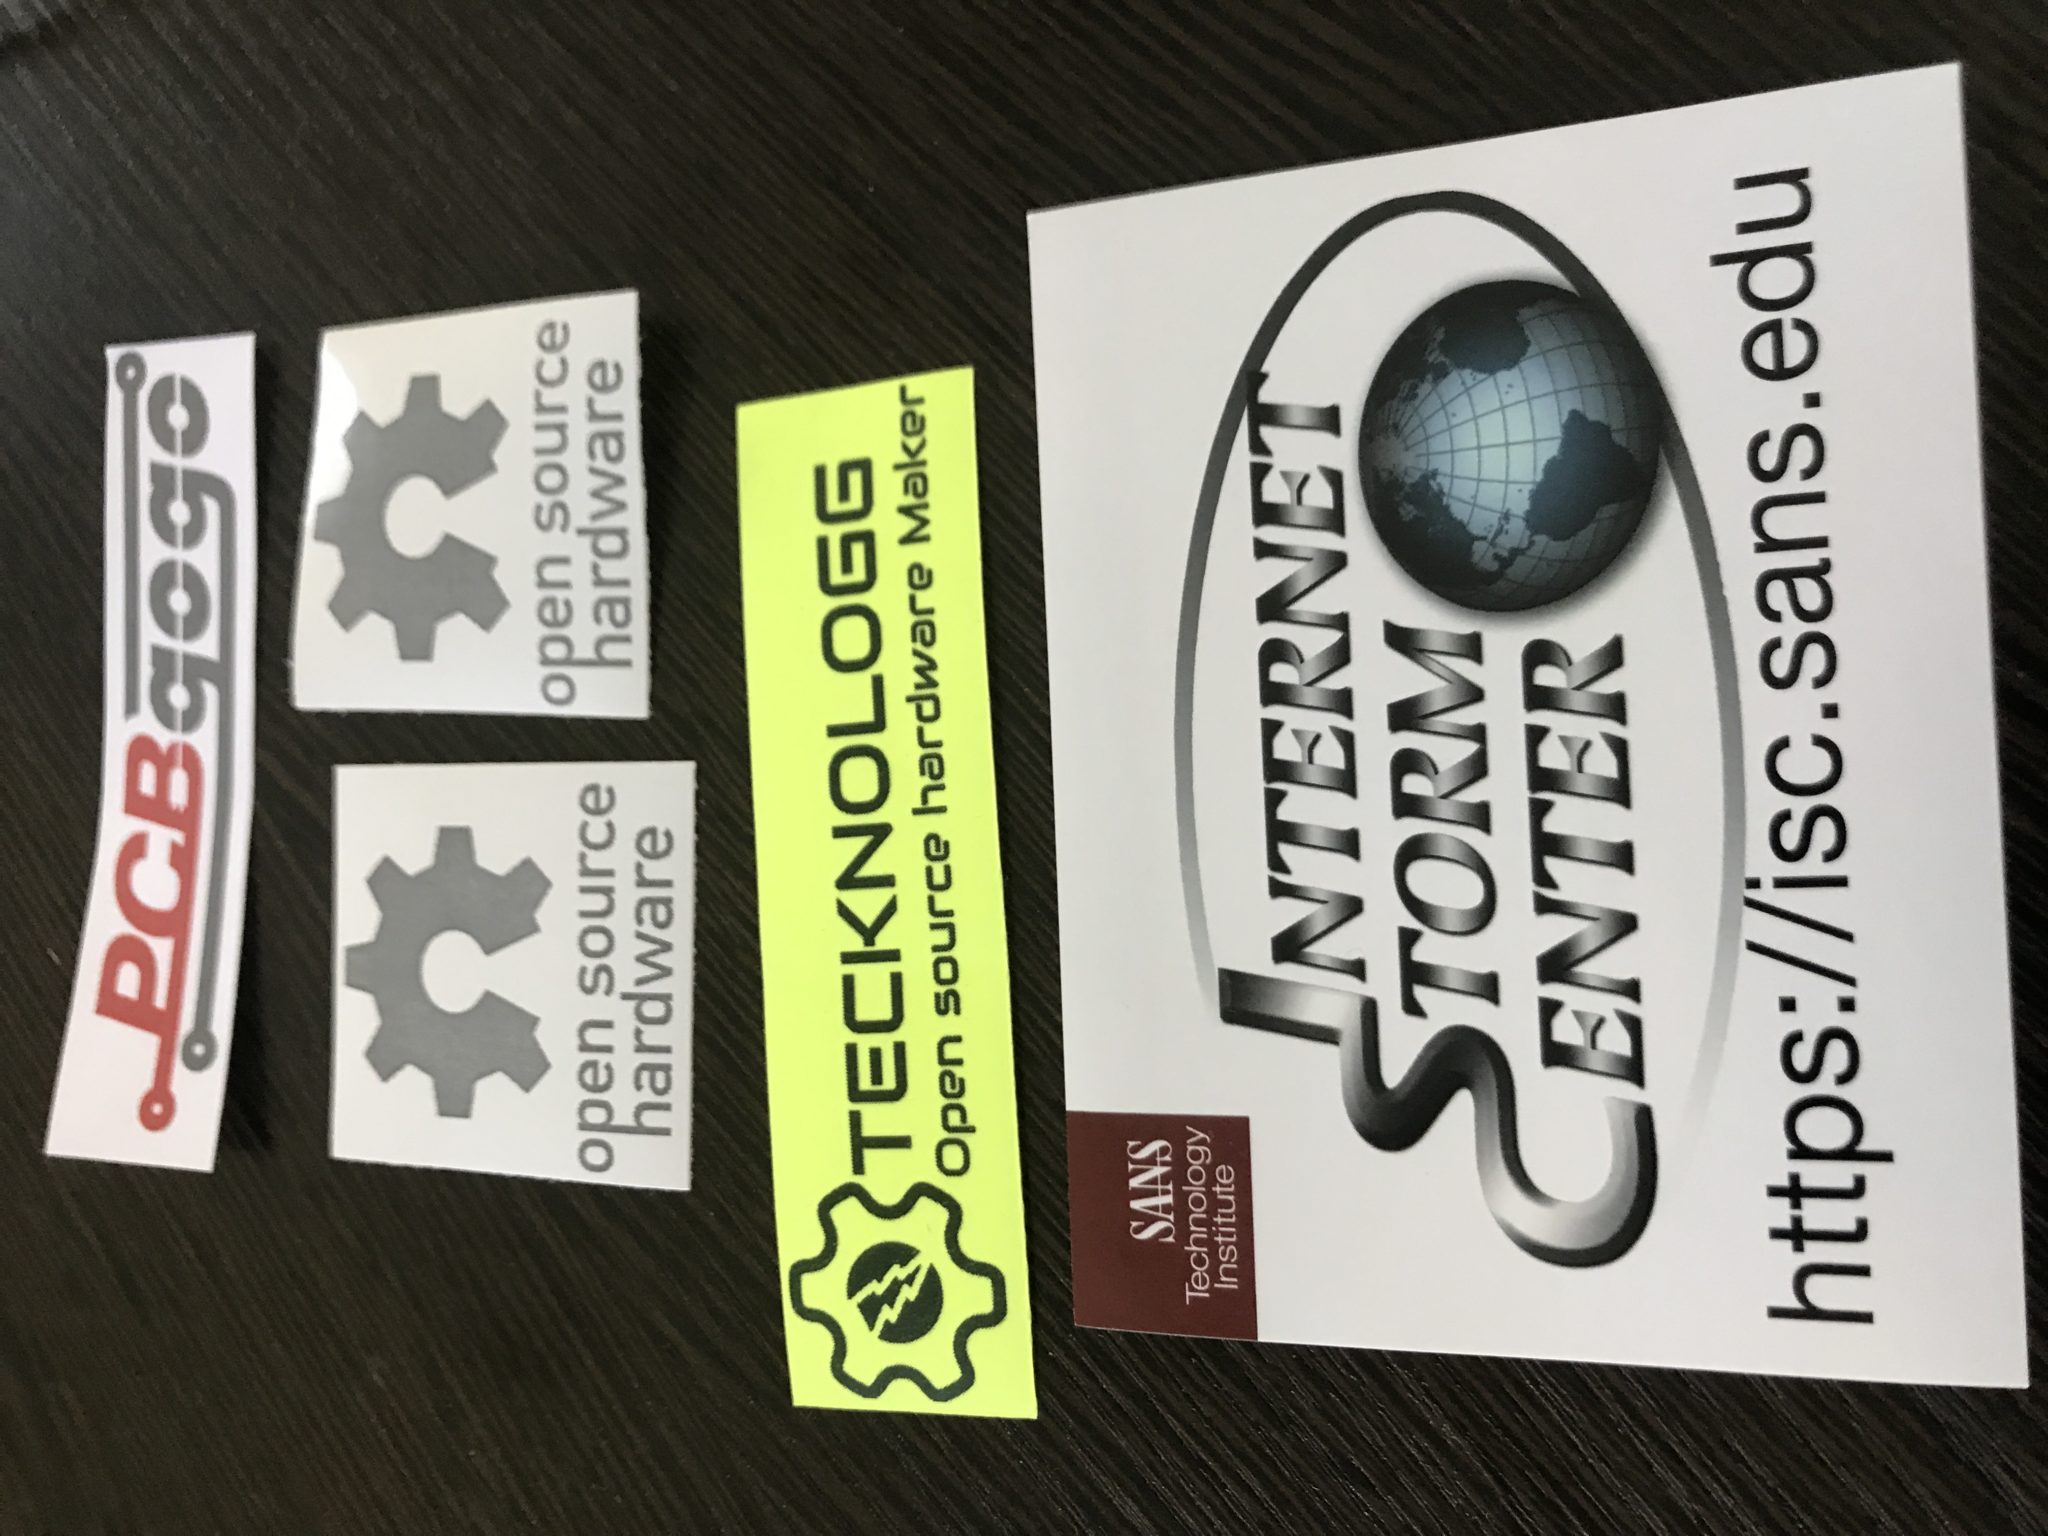 PCBgogo
open source
hardware
open source
hardware
TECKNOLOGG
Open source hardware Maker
SANS
Technology
Institute
INTERNET
STORM
CENTER
https://isc.sans.edu